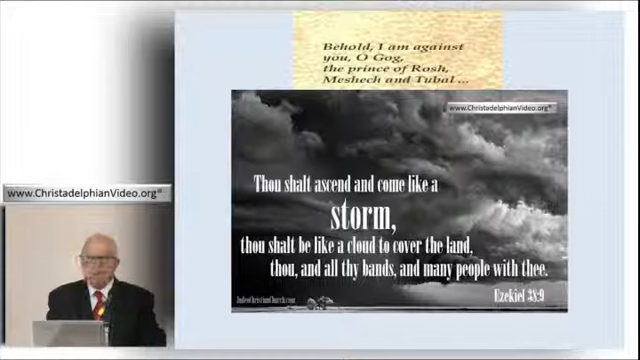 Behold, I am against
you, O Gog,
the prince of Rosh,
Meshech and Tubal ...
www.ChristadelphianVideo.org®
Thou shalt ascend and come like a
storm,
thou shalt be like a cloud to cover the land,
thou, and all thy bands, and many people with thee.
Ezekiel 38:9
IndeeChristianChurch.com
www.ChristadelphianVideo.org®